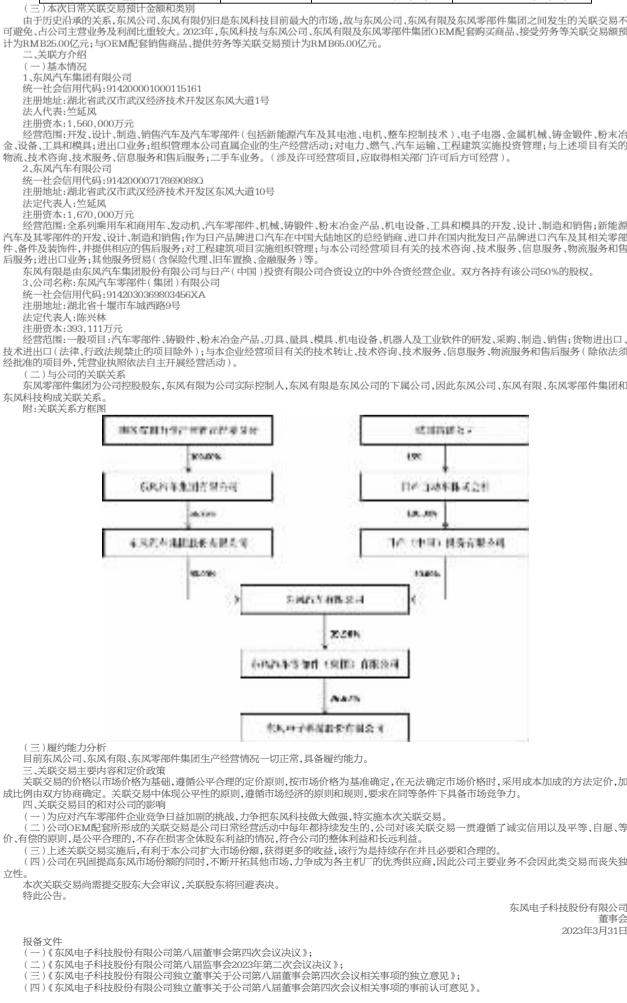 (三)本次日常关联交易预计金额和类别
由于历史沿承的关系,东风公司、东风有限仍旧是东风科技目前最大的市场,故与东风公司、东风有限及东风零部件集团之间发生的关联交易不
可避免,占公司主营业务及利润比重较大。2023年,东风科技与东风公司、东风有限及东风零部件集团OEM配套购买商品、接受劳务等关联交易额预
计为RMB25.00亿元;与OEM配套销售商品、提供劳务等关联交易预计为RMB65.00亿元。
二、关联方介绍
(一)基本情况
1、东风汽车集团有限公司
统一社会信用代码:914200001000115161
注册地址:湖北省武汉市武汉经济技术开发区东风大道1号
法人代表:竺延风
注册资本:1,560,000万元
经营范围:开发、设计、制造、销售汽车及汽车零部件(包括新能源汽车及其电池、电机、整车控制技术)、电子电器、金属机械、铸金锻件、粉末冶
金、设备、工具和模具;进出口业务;组织管理本公司直属企业的生产经营活动;对电力、燃气、汽车运输、工程建筑实施投资管理;与上述项目有关的
物流、技术咨询、技术服务、信息服务和售后服务;二手车业务。(涉及许可经营项目,应取得相关部门许可后方可经营)。
2、东风汽车有限公司
统一社会信用代码:91420000717869088Q
注册地址:湖北省武汉市武汉经济技术开发区东风大道10号
法定代表人:竺延风
注册资本:1,670,000万元
经营范围:全系列乘用车和商用车、发动机、汽车零部件、机械、铸锻件、粉末冶金产品、机电设备、工具和模具的开发、设计、制造和销售;新能源
汽车及其零部件的开发、设计、制造和销售;作为日产品牌进口汽车在中国大陆地区的总经销商,进口并在国内批发日产品牌进口汽车及其相关零部
件、备件及装饰件,并提供相应的售后服务;对工程建筑项目实施组织管理;与本公司经营项目有关的技术咨询、技术服务、信息服务、物流服务和售
后服务;进出口业务;其他服务贸易(含保险代理、旧车置换、金融服务)等。
东风有限是由东风汽车集团股份有限公司与日产(中国)投资有限公司合资设立的中外合资经营企业。双方各持有该公司50%的股权。
3、公司名称:东风汽车零部件(集团)有限公司
统一社会信用代码:9142030369803456XA
注册地址:湖北省十堰市车城西路9号
法定代表人:陈兴林
注册资本:393,111万元
经营范围:一般项目:汽车零部件、铸锻件、粉末冶金产品、刃具、量具、模具、机电设备、机器人及工业软件的研发、采购、制造、销售;货物进出口、
技术进出口(法律、行政法规禁止的项目除外);与本企业经营项目有关的技术转让、技术咨询、技术服务、信息服务、物流服务和售后服务(除依法须
经批准的项目外,凭营业执照依法自主开展经营活动)。
(二)与公司的关联关系
东风零部件集团为公司控股股东,东风有限为公司实际控制人,东风有限是东风公司的下属公司,因此东风公司、东风有限、东风零部件集团和
东风科技构成关联关系。
附:关联关系方框图
100.00%
东风汽车集团有限公司
日产自动车株式会社
东风汽车集团股份有限公司
日产(中国)投资有限公司
50.00%
50.00%
东风汽车有限公司
东风汽车零部件(集团)有限公司
东风电子科技股份有限公司
(三)履约能力分析
目前东风公司、东风有限、东风零部件集团生产经营情况一切正常,具备履约能力。
三、关联交易主要内容和定价政策
关联交易的价格以市场价格为基础,遵循公平合理的定价原则,按市场价格为基准确定,在无法确定市场价格时,采用成本加成的方法定价,加
成比例由双方协商确定。关联交易中体现公平性的原则,遵循市场经济的原则和规则,要求在同等条件下具备市场竞争力。
四、关联交易目的和对公司的影响
(一)为应对汽车零部件企业竞争日益加剧的挑战,力争把东风科技做大做强,特实施本次关联交易。
(二)公司OEM配套所形成的关联交易是公司日常经营活动中每年都持续发生的,公司对该关联交易一贯遵循了诚实信用以及平等、自愿、等
价、有偿的原则,是公平合理的,不存在损害全体股东利益的情况,符合公司的整体利益和长远利益。
(三)上述关联交易实施后,有利于本公司扩大市场份额,获得更多的收益,该行为是持续存在并且必要和合理的。
(四)公司在巩固提高东风市场份额的同时,不断开拓其他市场,力争成为各主机厂的优秀供应商,因此公司主要业务不会因此类交易而丧失独
立性。
本次关联交易尚需提交股东大会审议,关联股东将回避表决。
特此公告。
东风电子科技股份有限公司
董事会
2023年3月31日
报备文件
(一)《东风电子科技股份有限公司第八届董事会第四次会议决议》;
(二)《东风电子科技股份有限公司第八届监事会2023年第二次会议决议》;
(三)《东风电子科技股份有限公司独立董事关于公司第八届董事会第四次会议相关事项的独立意见》;
(四)《东风电子科技股份有限公司独立董事关于公司第八届董事会第四次会议相关事项的事前认可意见》。